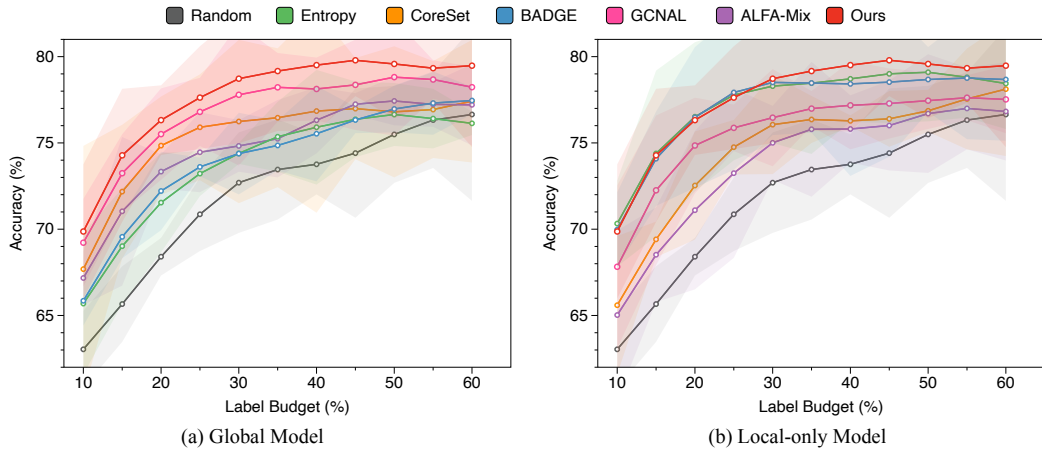 Random Entropy CoreSet BADGE GCNAL ALFA-Mix Ours
80
75
70
65
Accuracy (%)
10 20 30 40 50 60
Label Budget (%)
(a) Global Model
80
75
70
65
Accuracy (%)
10 20 30 40 50 60
Label Budget (%)
(b) Local-only Model